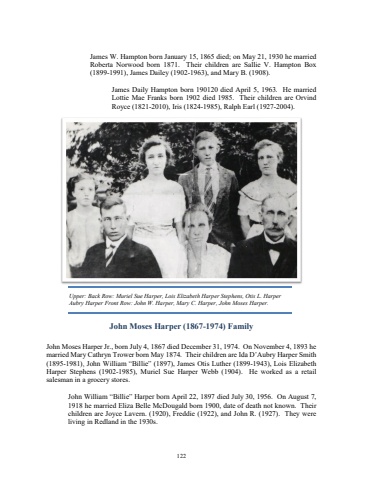 James W. Hampton born January 15, 1865 died; on May 21, 1930 he married
Roberta Norwood born 1871. Their children are Sallie V. Hampton Box
(1899-1991), James Dailey (1902-1963), and Mary B. (1908).
James Daily Hampton born 190120 died April 5, 1963. He married
Lottie Mae Franks born 1902 died 1985. Their children are Orvind
Royce (1821-2010), Iris (1824-1985), Ralph Earl (1927-2004).
Upper: Back Row: Muriel Sue Harper, Lois Elizabeth Harper Stephens, Otis L. Harper
Aubry Harper Front Row: John W. Harper, Mary C. Harper, John Moses Harper.
John Moses Harper (1867-1974) Family
John Moses Harper Jr., born July 4, 1867 died December 31, 1974. On November 4, 1893 he
married Mary Cathryn Trower born May 1874. Their children are Ida D'Aubry Harper Smith
(1895-1981), John William "Billie" (1897), James Otis Luther (1899-1943), Lois Elizabeth
Harper Stephens (1902-1985), Muriel Sue Harper Webb (1904). He worked as a retail
salesman in a grocery stores.
John William "Billie" Harper born April 22, 1897 died July 30, 1956. On August 7,
1918 he married Eliza Belle McDougald born 1900, date of death not known. Their
children are Joyce Lavern. (1920), Freddie (1922), and John R. (1927). They were
living in Redland in the 1930s.
122